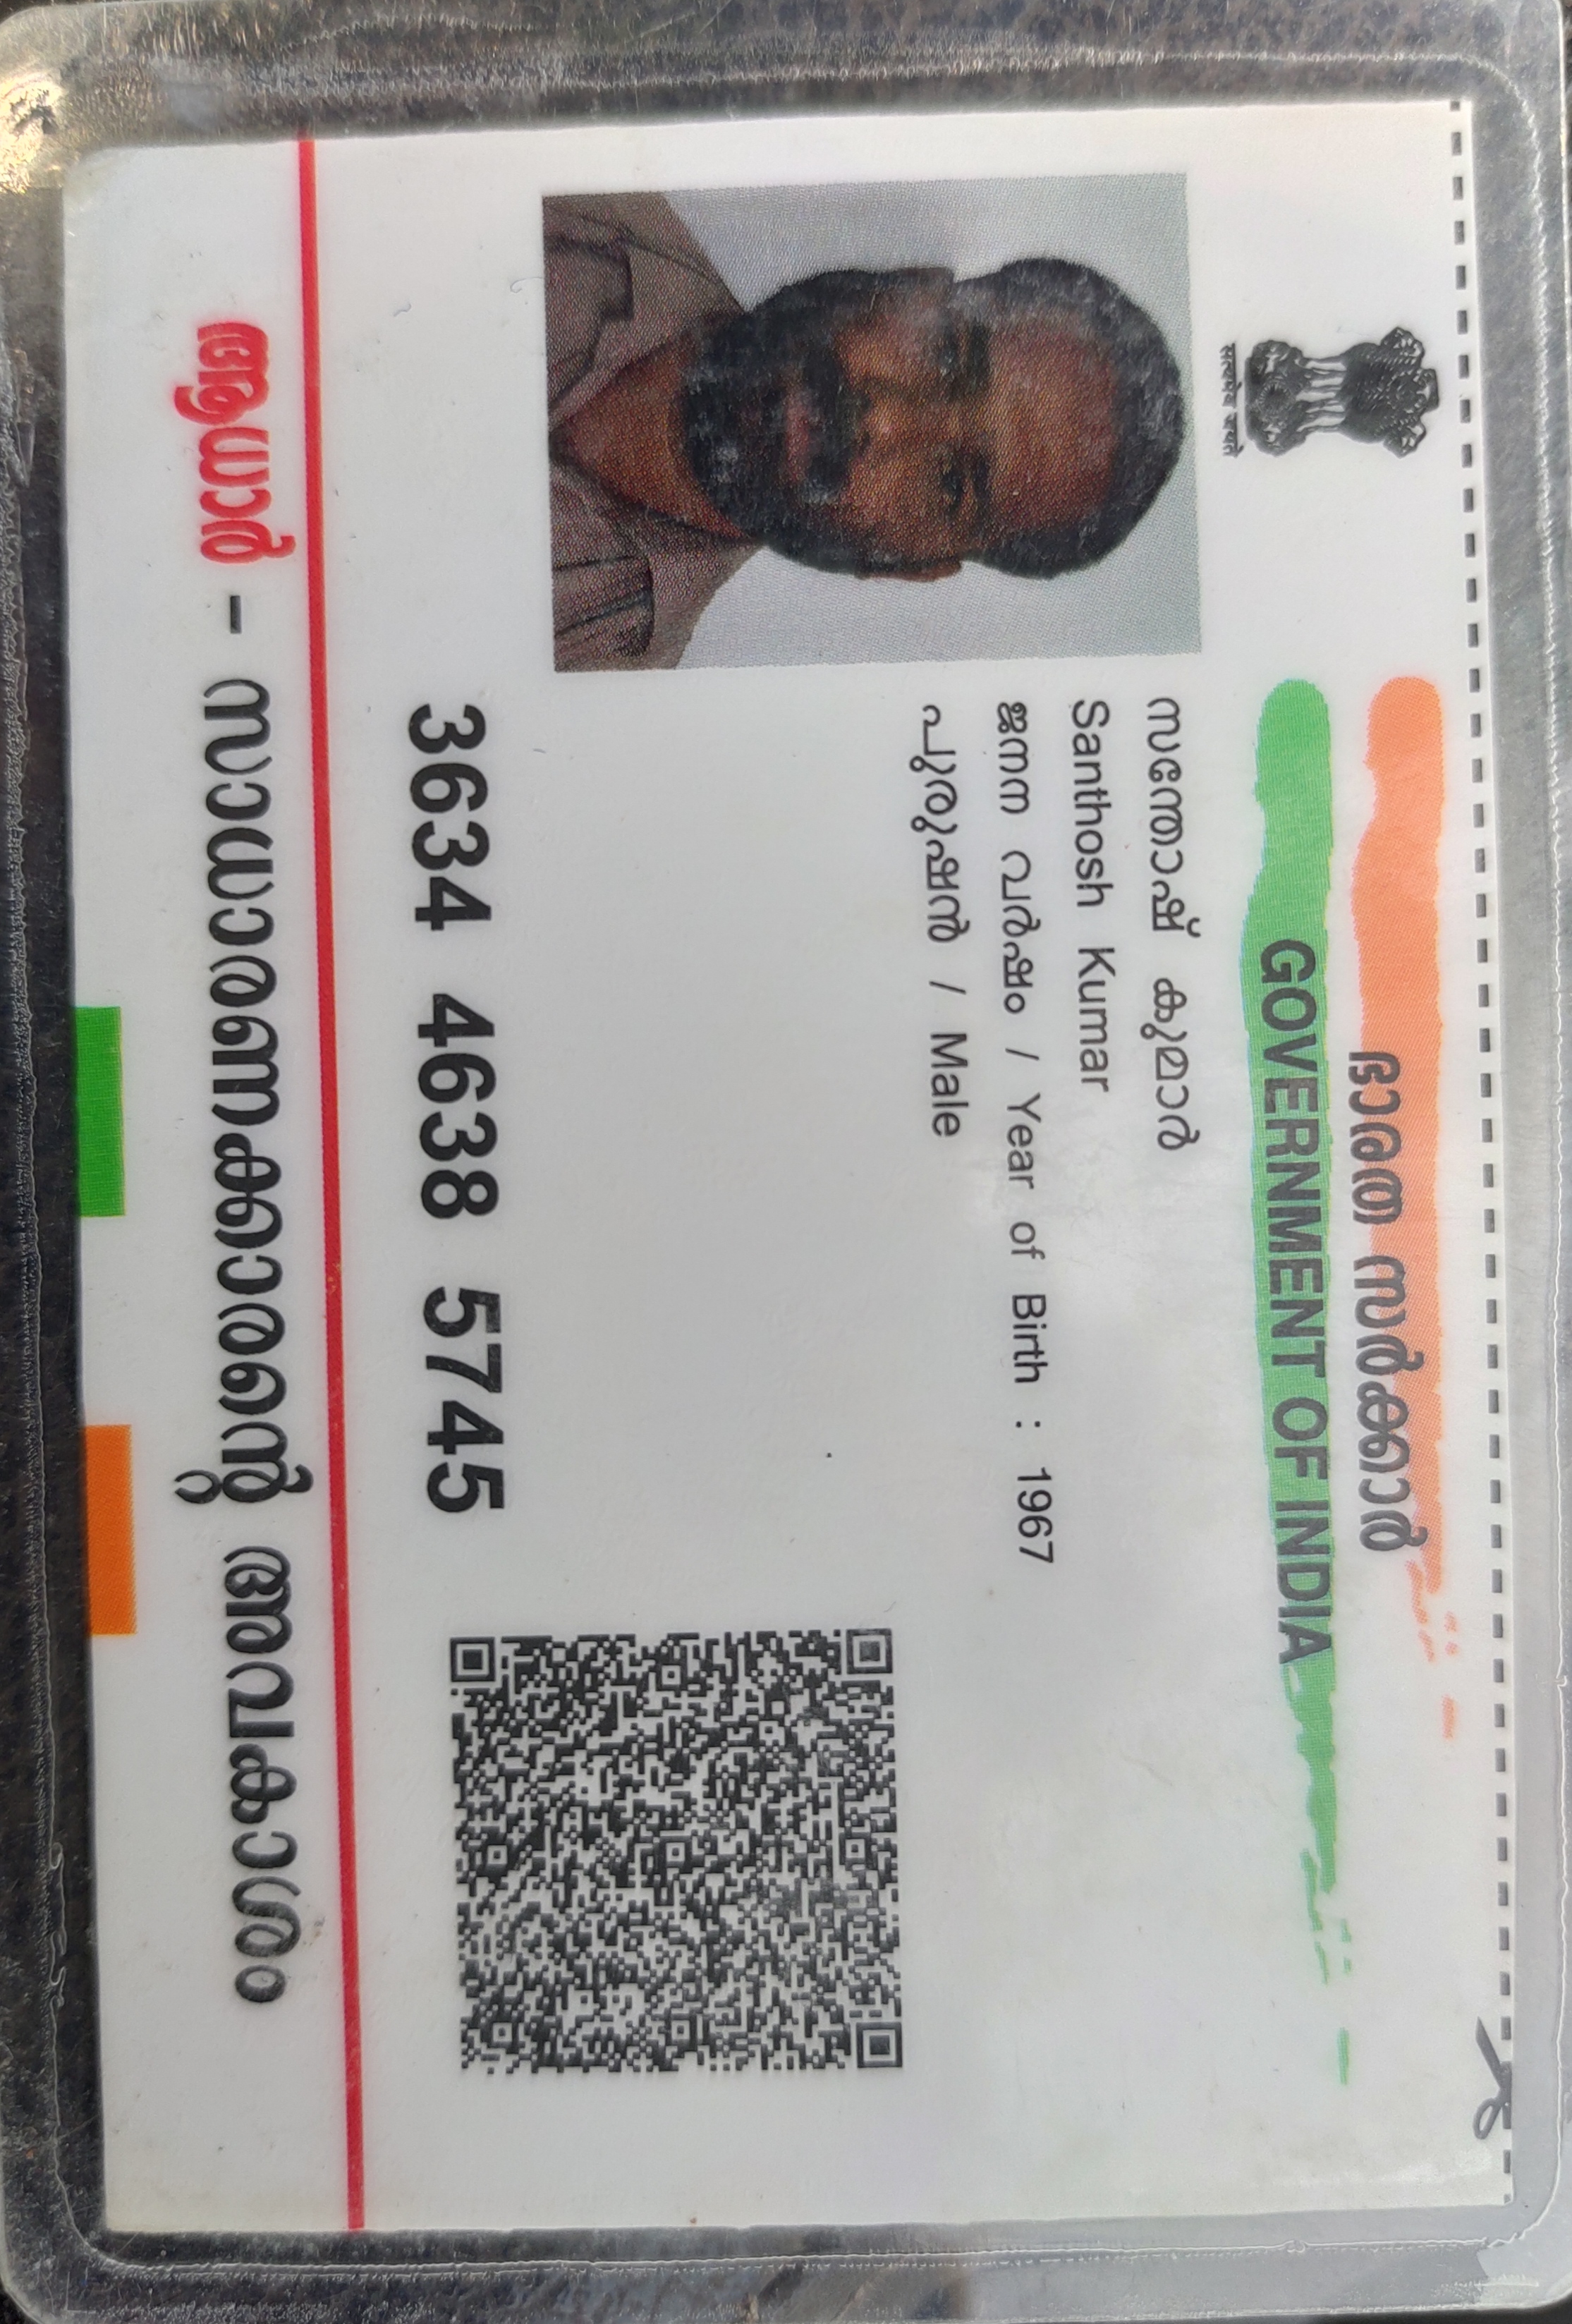 ഭാരത സർക്കാർ
GOVERNMENT OF INDIA
सत्यमेव जयते
സന്തോഷ് കുമാർ
Santhosh Kumar
ജനന വർഷം / Year of Birth : 1967
പുരുഷൻ / Male
3634 4638 5745
ആധാർ - സാധാരണക്കാരന്റെ അവകാശം